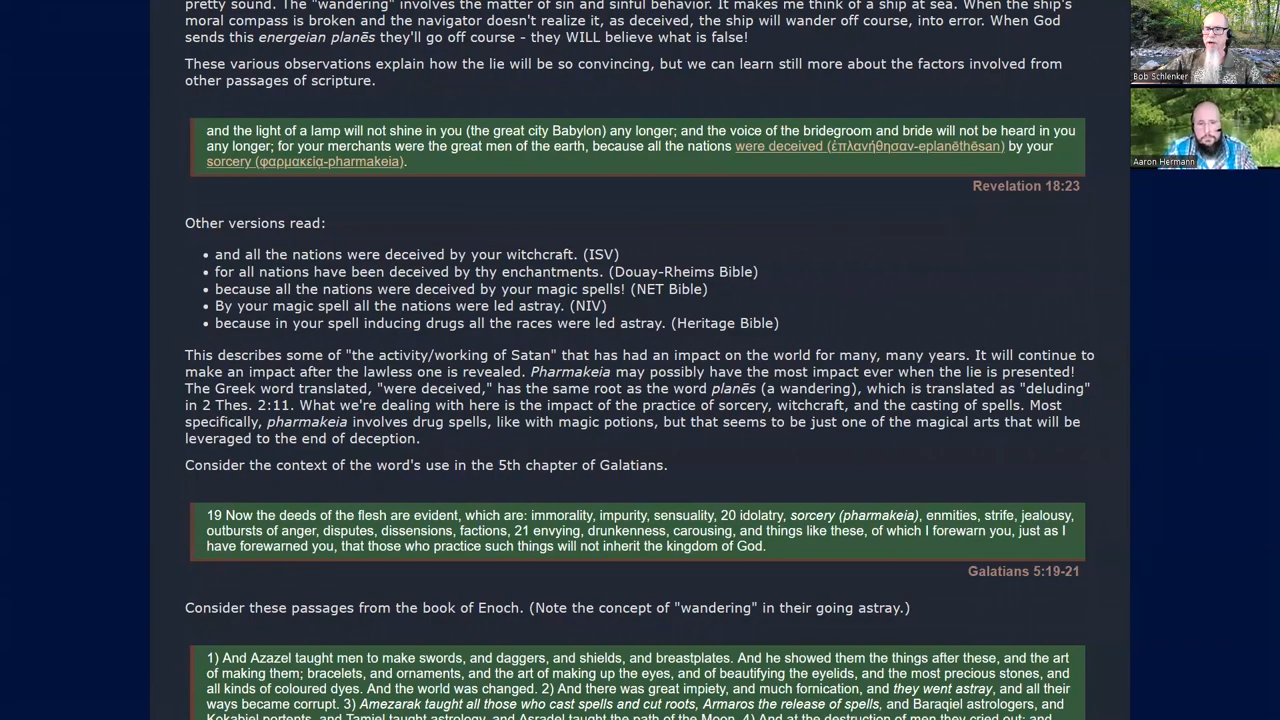 pretty sound. The "wandering" involves the matter of sin and sinful behavior. It makes me think of a ship at sea. When the ship's
moral compass is broken and the navigator doesn't realize it, as deceived, the ship will wander off course, into error. When God
sends this energeian planēs they'll go off course - they WILL believe what is false!
These various observations explain how the lie will be so convincing, but we can learn still more about the factors involved from
other passages of scripture.
and the light of a lamp will not shine in you (the great city Babylon) any longer; and the voice of the bridegroom and bride will not be heard in you
any longer; for your merchants were the great men of the earth, because all the nations were deceived (ἐπλανήθησαν-eplanēthēsan) by your
sorcery (φαρμακεία-pharmakeia).
Revelation 18:23
Other versions read:
• and all the nations were deceived by your witchcraft. (ISV)
• for all nations have been deceived by thy enchantments. (Douay-Rheims Bible)
• because all the nations were deceived by your magic spells! (NET Bible)
• By your magic spell all the nations were led astray. (NIV)
• because in your spell inducing drugs all the races were led astray. (Heritage Bible)
This describes some of "the activity/working of Satan" that has had an impact on the world for many, many years. It will continue to
make an impact after the lawless one is revealed. Pharmakeia may possibly have the most impact ever when the lie is presented!
The Greek word translated, "were deceived," has the same root as the word planēs (a wandering), which is translated as "deluding"
in 2 Thes. 2:11. What we're dealing with here is the impact of the practice of sorcery, witchcraft, and the casting of spells. Most
specifically, pharmakeia involves drug spells, like with magic potions, but that seems to be just one of the magical arts that will be
leveraged to the end of deception.
Consider the context of the word's use in the 5th chapter of Galatians.
19 Now the deeds of the flesh are evident, which are: immorality, impurity, sensuality, 20 idolatry, sorcery (pharmakeia), enmities, strife, jealousy,
outbursts of anger, disputes, dissensions, factions, 21 envying, drunkenness, carousing, and things like these, of which I forewarn you, just as I
have forewarned you, that those who practice such things will not inherit the kingdom of God.
Galatians 5:19-21
Consider these passages from the book of Enoch. (Note the concept of "wandering" in their going astray.)
1) And Azazel taught men to make swords, and daggers, and shields, and breastplates. And he showed them the things after these, and the art
of making them; bracelets, and ornaments, and the art of making up the eyes, and of beautifying the eyelids, and the most precious stones, and
all kinds of coloured dyes. And the world was changed. 2) And there was great impiety, and much fornication, and they went astray, and all their
ways became corrupt. 3) Amezarak taught all those who cast spells and cut roots, Armaros the release of spells, and Baraqiel astrologers, and
Kokabiel portents, and Tamiel taught astrology, and Asradel taught the path of the Moon. 4) And at the destruction of men they cried out; and
Bob Schlenker
Aaron Hermann